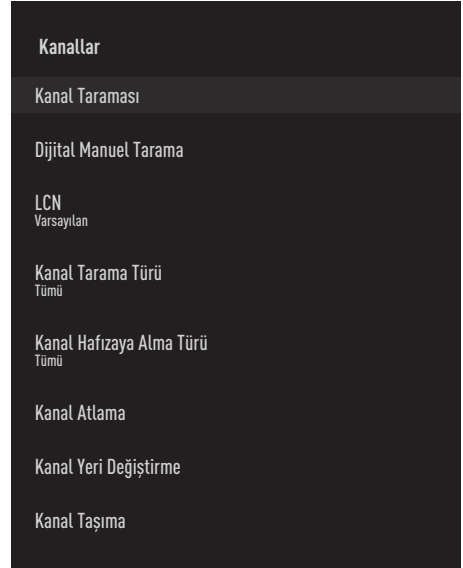 Kanallar
Kanal Taraması
Dijital Manuel Tarama
LCN
Varsayılan
Kanal Tarama Türü
Tümü
Kanal Hafızaya Alma Türü
Tümü
Kanal Atlama
Kanal Yeri Değiştirme
Kanal Taşıma